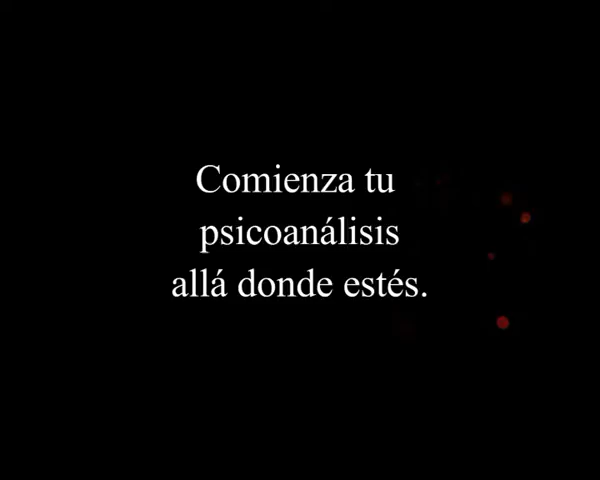 Comienza tu
psicoanálisis
allá donde estés.